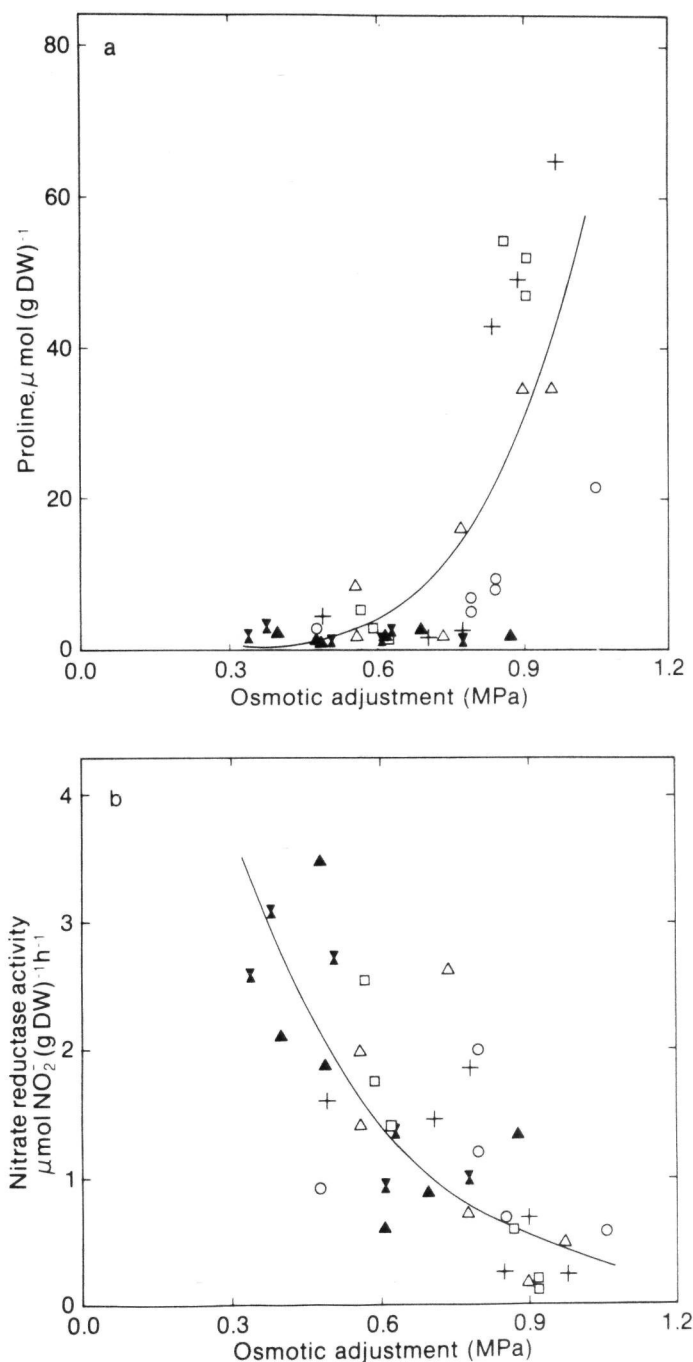 a
80
60
40
20
0
Proline, μ mol (g DW)⁻¹
0.0 0.3 0.6 0.9 1.2
Osmotic adjustment (MPa)
b
4
3
2
1
0
Nitrate reductase activity
μmol NO₂⁻ (g DW)⁻¹h⁻¹
0.0 0.3 0.6 0.9 1.2
Osmotic adjustment (MPa)